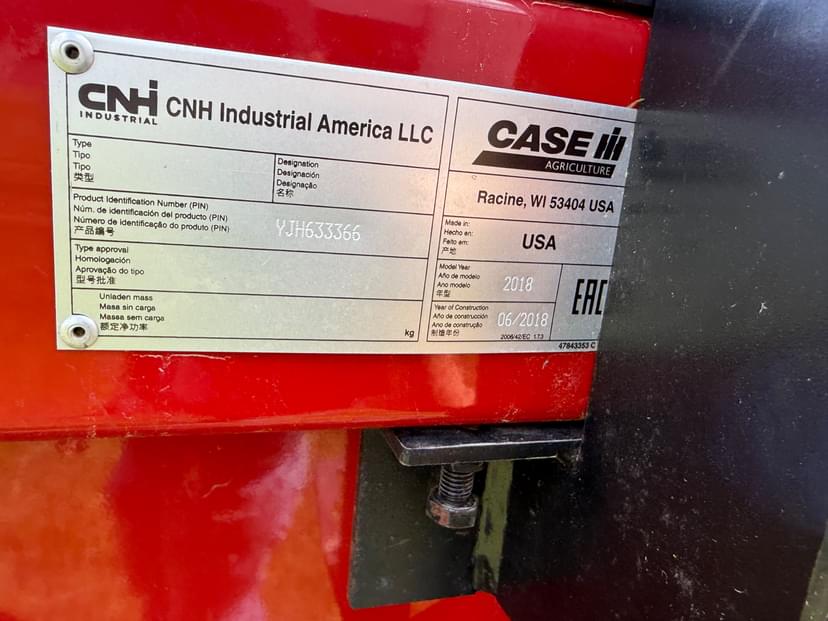 CNH
INDUSTRIAL
CNH Industrial America LLC
Type
Tipo
Tipo
类型
Designation
Designación
Designação
名称
Product Identification Number (PIN)
Núm. de identificación del producto (PIN)
Número de identificação do produto (PIN)
产品编号
YJH633366
Type approval
Homologación
Aprovação do tipo
型号批准
Unladen mass
Masa sin carga
Massa sem carga
额定净功率
kg
CASE IH
AGRICULTURE
Racine, WI 53404 USA
Made in:
Hecho en:
Feito em:
产地
USA
Model Year
Año de modelo
Ano modelo
年型
2018
Year of Construction
Año de construcción
Ano de construção
制造年份
06/2018
2006/42/EC 1.7.3
EAC
47843353 C